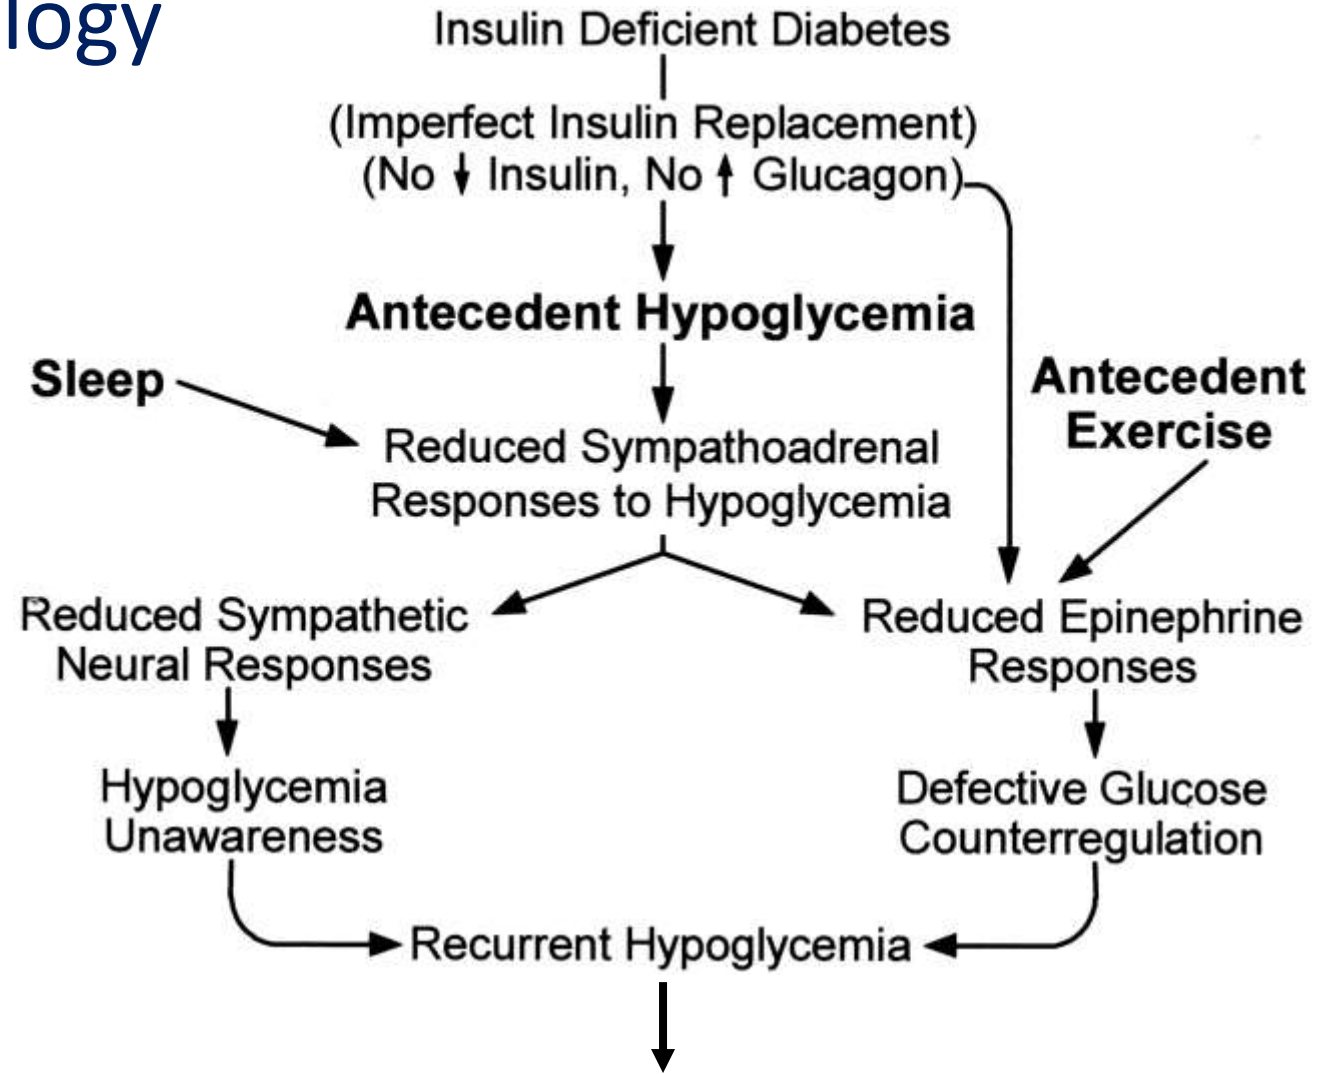 logy
Insulin Deficient Diabetes
(Imperfect Insulin Replacement)
(No ↓ Insulin, No ↑ Glucagon)
Antecedent Hypoglycemia
Sleep
Antecedent
Exercise
Reduced Sympathoadrenal
Responses to Hypoglycemia
Reduced Sympathetic
Neural Responses
Reduced Epinephrine
Responses
Hypoglycemia
Unawareness
Defective Glucose
Counterregulation
Recurrent Hypoglycemia